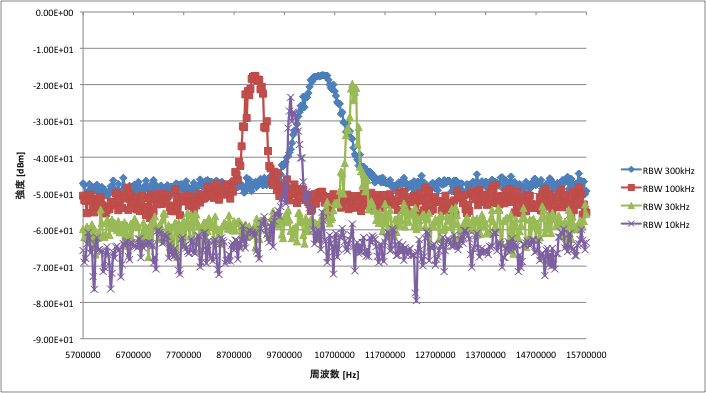 0.00E+00
-1.00E+01
-2.00E+01
-3.00E+01
-4.00E+01
-5.00E+01
-6.00E+01
-7.00E+01
-8.00E+01
-9.00E+01
強度 [dBm]
5700000 6700000 7700000 8700000 9700000 10700000 11700000 12700000 13700000 14700000 15700000
周波数 [Hz]
RBW 300kHz
RBW 100kHz
RBW 30kHz
RBW 10kHz